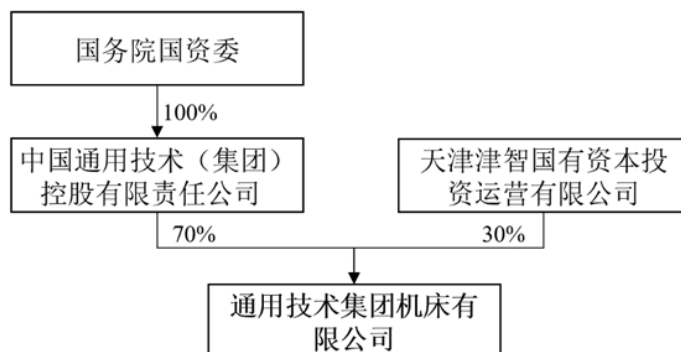 国务院国资委
100%
中国通用技术（集团）
控股有限责任公司
天津津智国有资本投
资运营有限公司
70%
30%
通用技术集团机床有
限公司